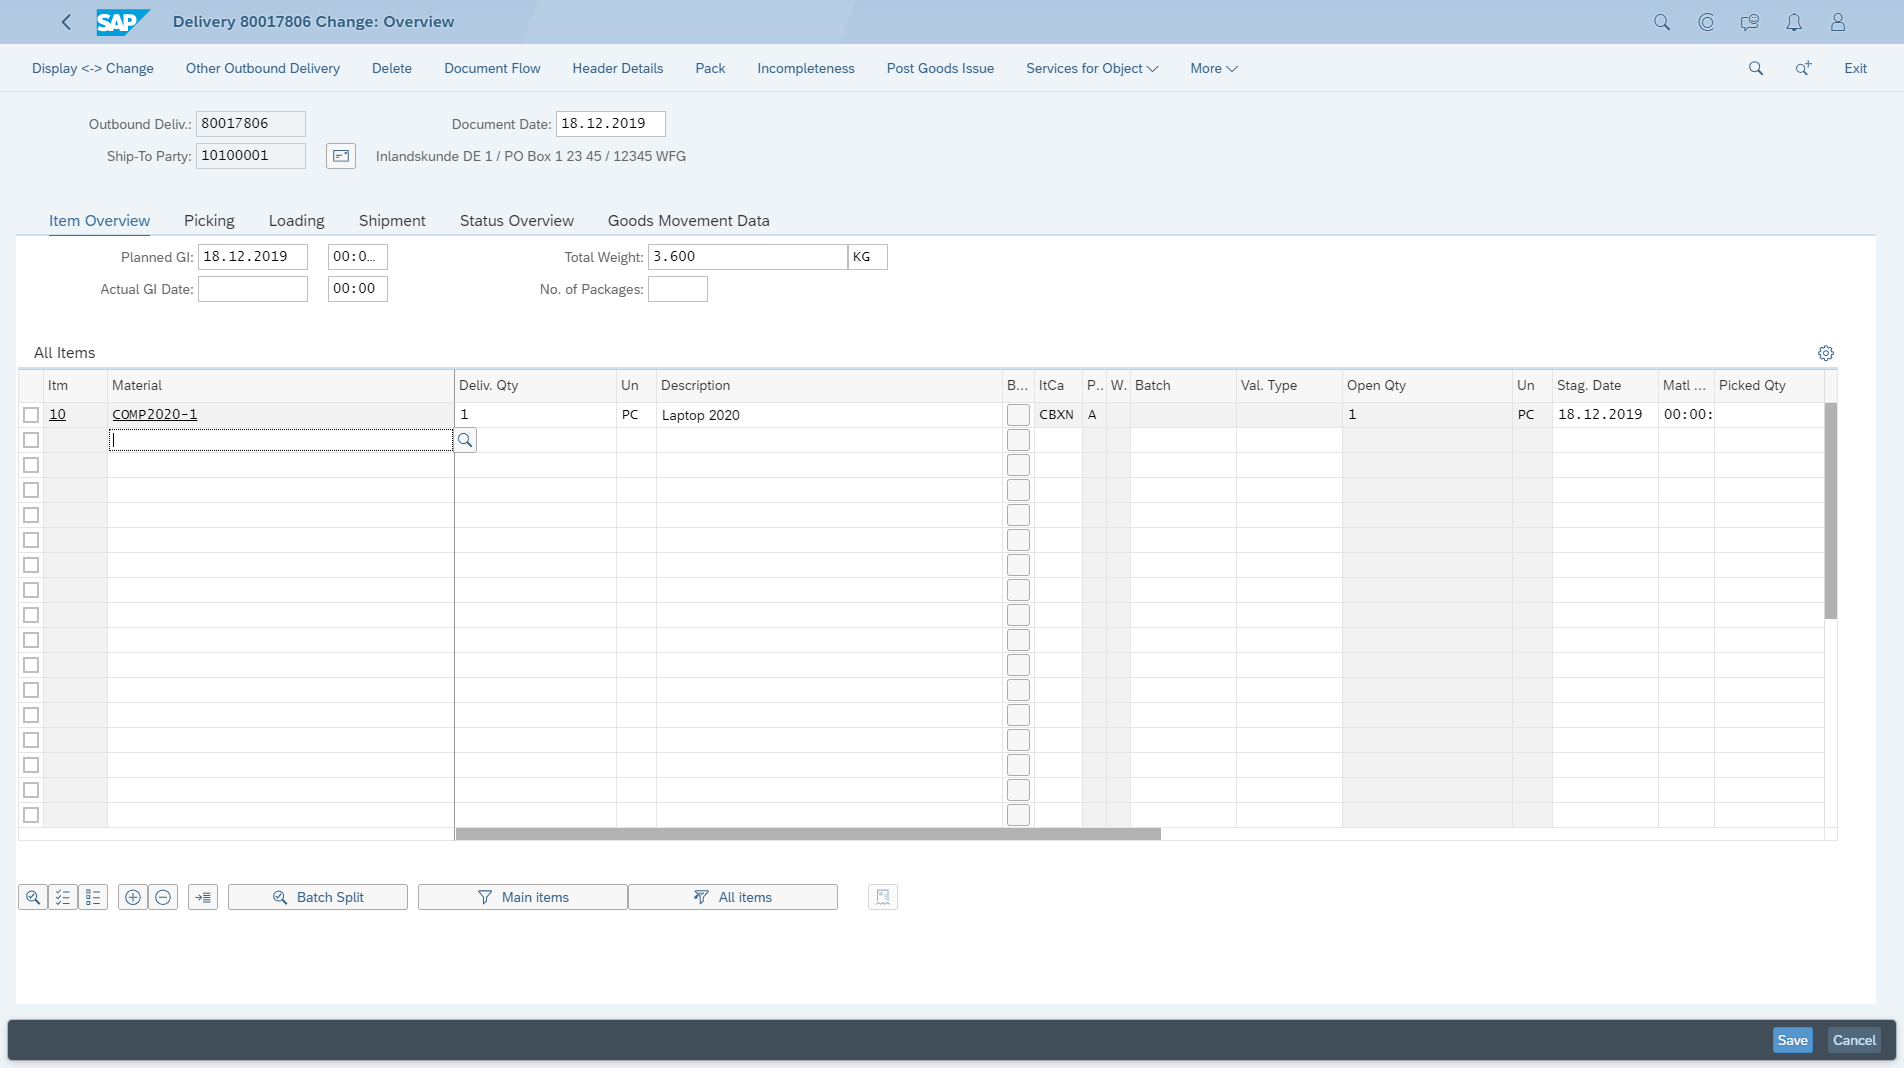 SAP Delivery 80017806 Change: Overview
Display <-> Change Other Outbound Delivery Delete Document Flow Header Details Pack Incompleteness Post Goods Issue Services for Object More Exit
Outbound Deliv.: 80017806 Document Date: 18.12.2019
Ship-To Party: 10100001 Inlandskunde DE 1 / PO Box 1 23 45 / 12345 WFG
Item Overview Picking Loading Shipment Status Overview Goods Movement Data
Planned GI: 18.12.2019 00:0... Total Weight: 3.600 KG
Actual GI Date: 00:00 No. of Packages:
All Items
Itm Material Deliv. Qty Un Description B... ItCa P.. W. Batch Val. Type Open Qty Un Stag. Date Matl ... Picked Qty
10 COMP2020-1 1 PC Laptop 2020 CBXN A 1 PC 18.12.2019 00:00:
Batch Split Main items All items
Save Cancel